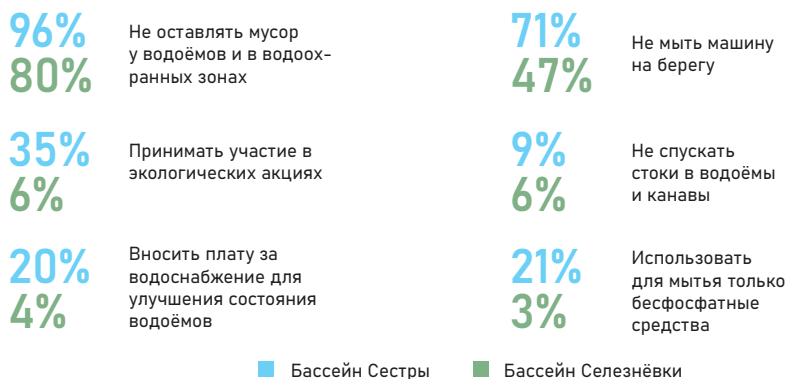 96%
80%
Не оставлять мусор
у водоёмов и в водоох-
ранных зонах
71%
47%
Не мыть машину
на берегу
35%
6%
Принимать участие в
экологических акциях
9%
6%
Не спускать
стоки в водоёмы
и канавы
20%
4%
Вносить плату за
водоснабжение для
улучшения состояния
водоёмов
21%
3%
Использовать
для мытья только
бесфосфатные
средства
Бассейн Сестры
Бассейн Селезнёвки